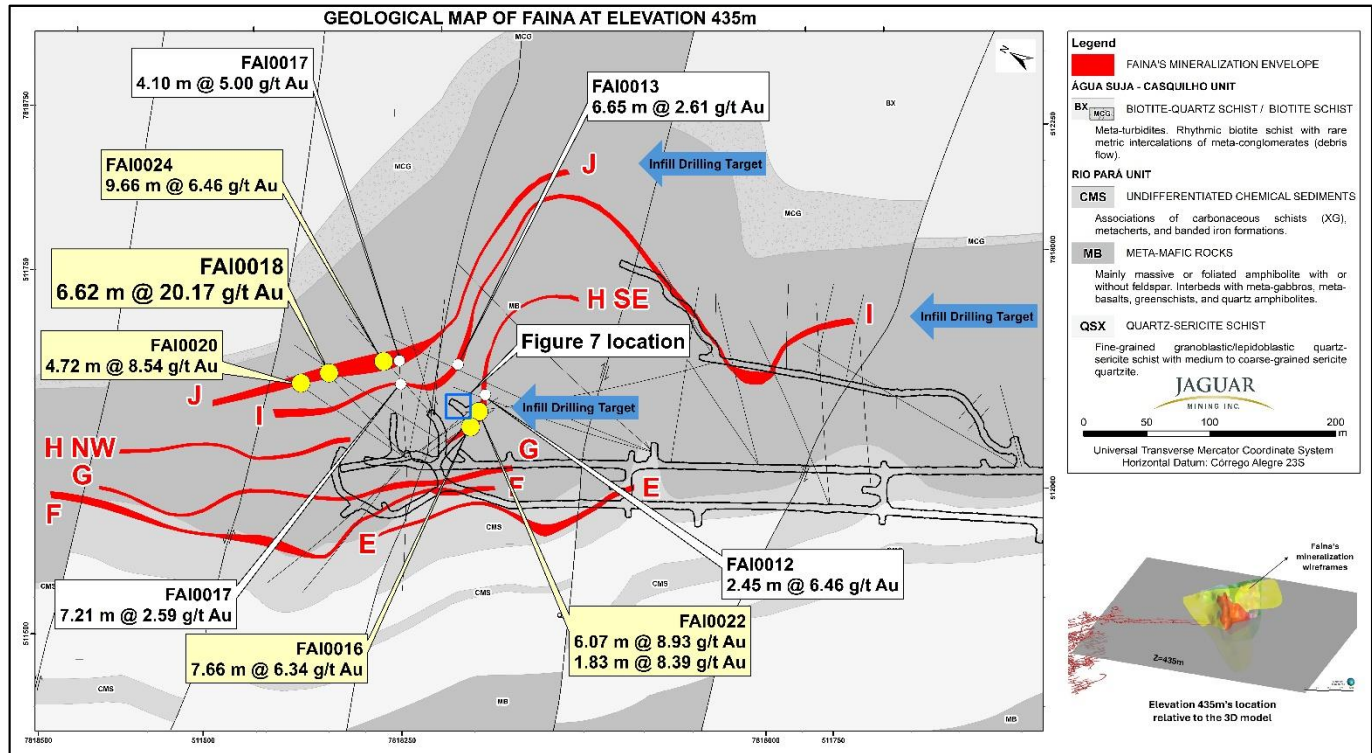 GEOLOGICAL MAP OF FAINA AT ELEVATION 435m
MCG
N
FAI0017
4.10 m @ 5.00 g/t Au
FAI0013
6.65 m @ 2.61 g/t Au
BX
7818750
512250
FAI0024
9.66 m @ 6.46 g/t Au
MCG
J
Infill Drilling Target
MCG
MCG
7818000
511750
FAI0018
6.62 m @ 20.17 g/t Au
H SE
MB
I
Infill Drilling Target
Figure 7 location
FAI0020
4.72 m @ 8.54 g/t Au
J
I
Infill Drilling Target
H NW
G
G
F
F
E
E
512000
CMS
CMS
CMS
CMS
CMS
FAI0012
2.45 m @ 6.46 g/t Au
FAI0017
7.21 m @ 2.59 g/t Au
FAI0022
6.07 m @ 8.93 g/t Au
1.83 m @ 8.39 g/t Au
FAI0016
7.66 m @ 6.34 g/t Au
511500
MB
MB
7818500
511500
7818250
7818000
511750
Legend
FAINA'S MINERALIZATION ENVELOPE
ÁGUA SUJA - CASQUILHO UNIT
BX MCG BIOTITE-QUARTZ SCHIST / BIOTITE SCHIST
Meta-turbidites. Rhythmic biotite schist with rare
metric intercalations of meta-conglomerates (debris
flow).
RIO PARÁ UNIT
CMS UNDIFFERENTIATED CHEMICAL SEDIMENTS
Associations of carbonaceous schists (XG),
metacherts, and banded iron formations.
MB META-MAFIC ROCKS
Mainly massive or foliated amphibolite with or
without feldspar. Interbeds with meta-gabbros, meta-
basalts, greenschists, and quartz amphibolites.
QSX QUARTZ-SERICITE SCHIST
Fine-grained granoblastic/lepidoblastic quartz-
sericite schist with medium to coarse-grained sericite
quartzite.
JAGUAR
MINING INC.
0 50 100 200
m
Universal Transverse Mercator Coordinate System
Horizontal Datum: Córrego Alegre 23S
Faina's
mineralization
wireframes
Z=435m
Elevation 435m's location
relative to the 3D model